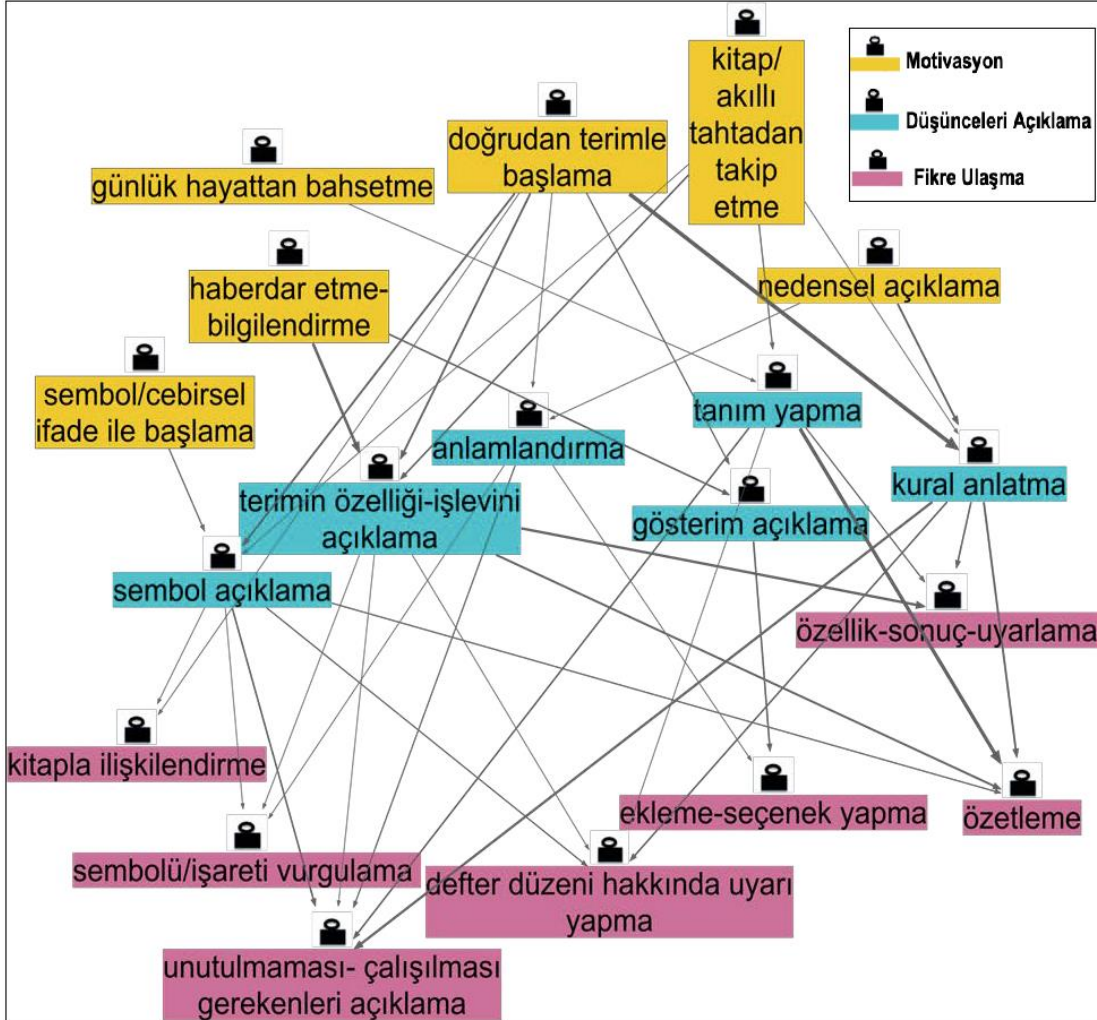 kitap/
akıllı
tahtadan
takip
etme
Motivasyon
Düşünceleri Açıklama
Fikre Ulaşma
doğrudan terimle
başlama
günlük hayattan bahsetme
nedensel açıklama
haberdar etme-
bilgilendirme
sembol/cebirsel
ifade ile başlama
tanım yapma
anlamlandırma
kural anlatma
terimin özelliği-işlevini
açıklama
gösterim açıklama
sembol açıklama
özellik-sonuç-uyarlama
kitapla ilişkilendirme
ekleme-seçenek yapma
özetleme
sembolü/işareti vurgulama
defter düzeni hakkında uyarı
yapma
unutulmaması- çalışılması
gerekenleri açıklama